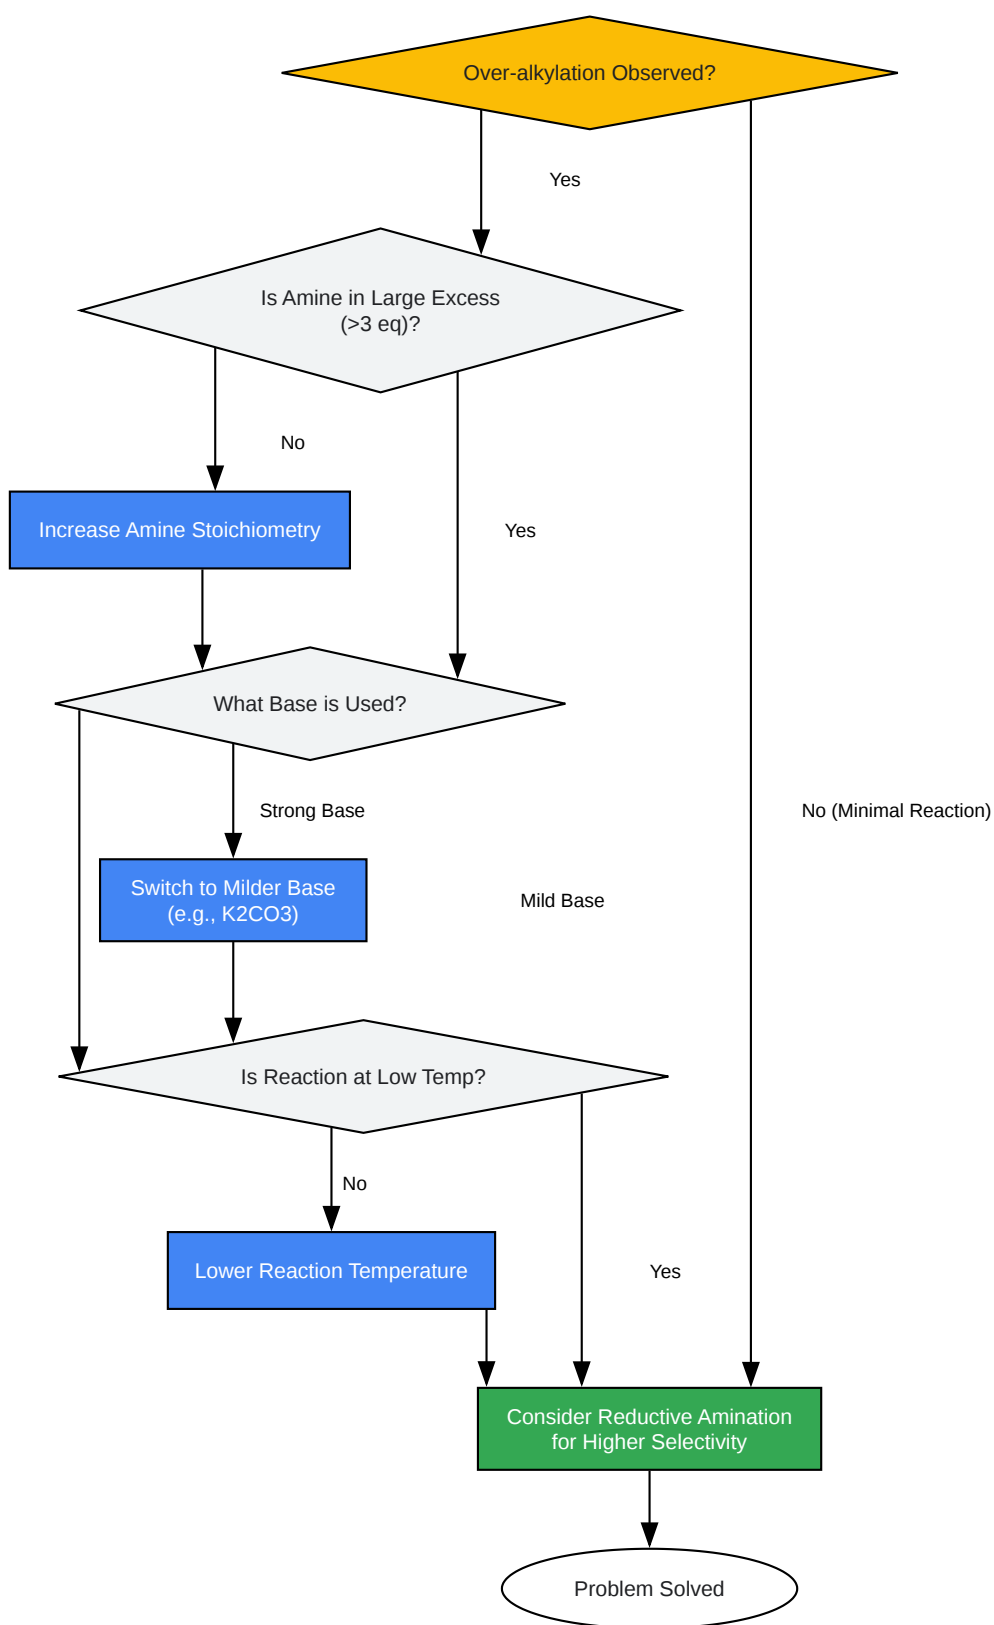 Over-alkylation Observed?
Yes
Is Amine in Large Excess
(>3 eq)?
No
Increase Amine Stoichiometry
Yes
What Base is Used?
Strong Base
No (Minimal Reaction)
Switch to Milder Base
(e.g., K2CO3)
Mild Base
Is Reaction at Low Temp?
No
Lower Reaction Temperature
Yes
Consider Reductive Amination
for Higher Selectivity
Problem Solved